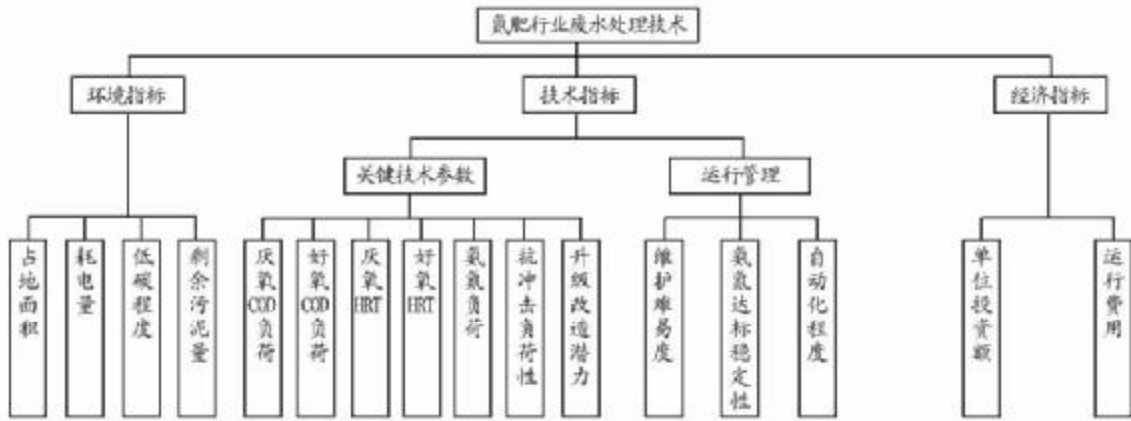 氮肥行业废水处理技术
环境指标
技术指标
经济指标
关键技术参数
运行管理
占地面积
耗电量
低碳程度
剩余污泥量
厌氧COD负荷
好氧COD负荷
厌氧HRT
好氧HRT
氨氮负荷
抗冲击负荷性
升级改造潜力
维护难易度
氨氮达标稳定性
自动化程度
单位投资额
运行费用